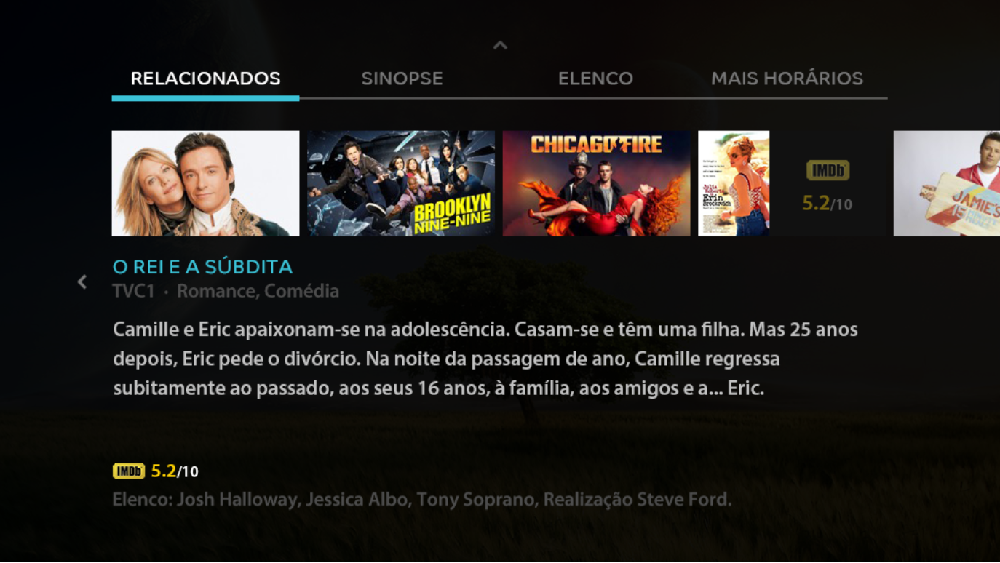 RELACIONADOS SINOPSE ELENCO MAIS HORÁRIOS
BROOKLYN
NINE-NINE
CHICAGO FIRE
Julia
Roberts
Erin
Brockovich
IMDb
5.2/10
JAMIE'S
15
O REI E A SÚBDITA
TVC1 • Romance, Comédia
Camille e Eric apaixonam-se na adolescência. Casam-se e têm uma filha. Mas 25 anos
depois, Eric pede o divórcio. Na noite da passagem de ano, Camille regressa
subitamente ao passado, aos seus 16 anos, à família, aos amigos e a... Eric.
IMDb 5.2/10
Elenco: Josh Halloway, Jessica Albo, Tony Soprano, Realização Steve Ford.